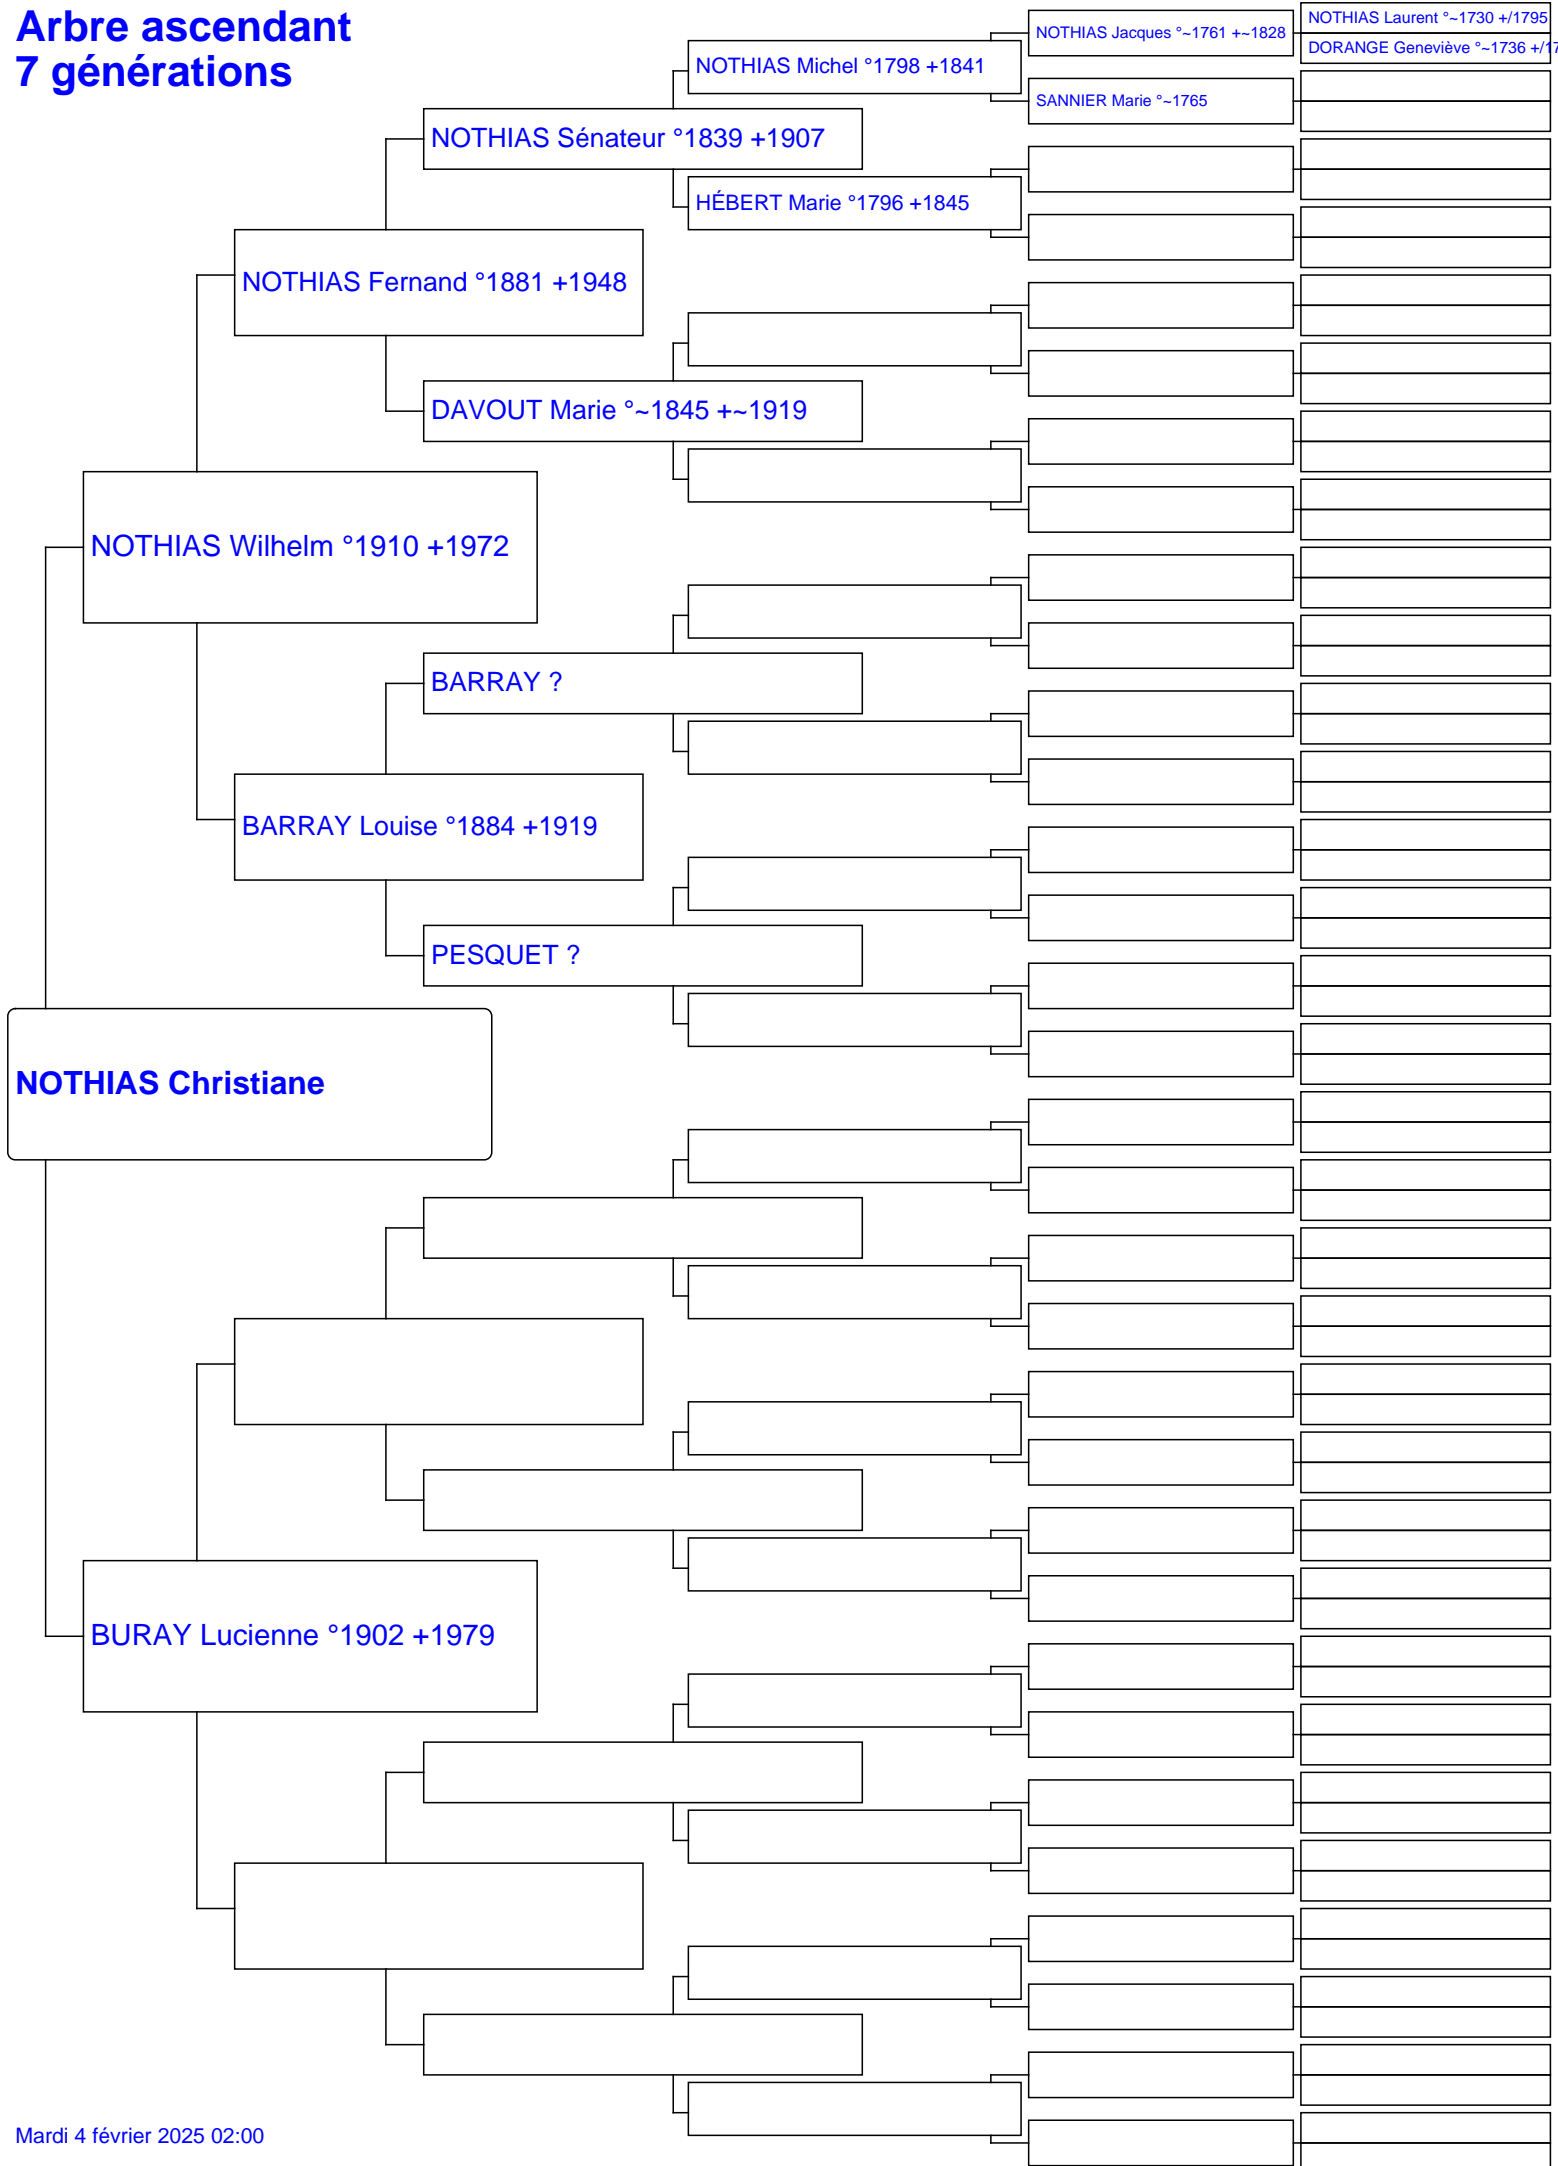 Arbre ascendant
7 générations
NOTHIAS Laurent °~1730 +/1795
NOTHIAS Jacques °~1761 +~1828
DORANGE Geneviève °~1736 +/17
NOTHIAS Michel °1798 +1841
SANNIER Marie °~1765
NOTHIAS Sénateur °1839 +1907
HÉBERT Marie °1796 +1845
NOTHIAS Fernand °1881 +1948
DAVOUT Marie °~1845 +~1919
NOTHIAS Wilhelm °1910 +1972
BARRAY ?
BARRAY Louise °1884 +1919
PESQUET ?
NOTHIAS Christiane
BURAY Lucienne °1902 +1979
Mardi 4 février 2025 02:00